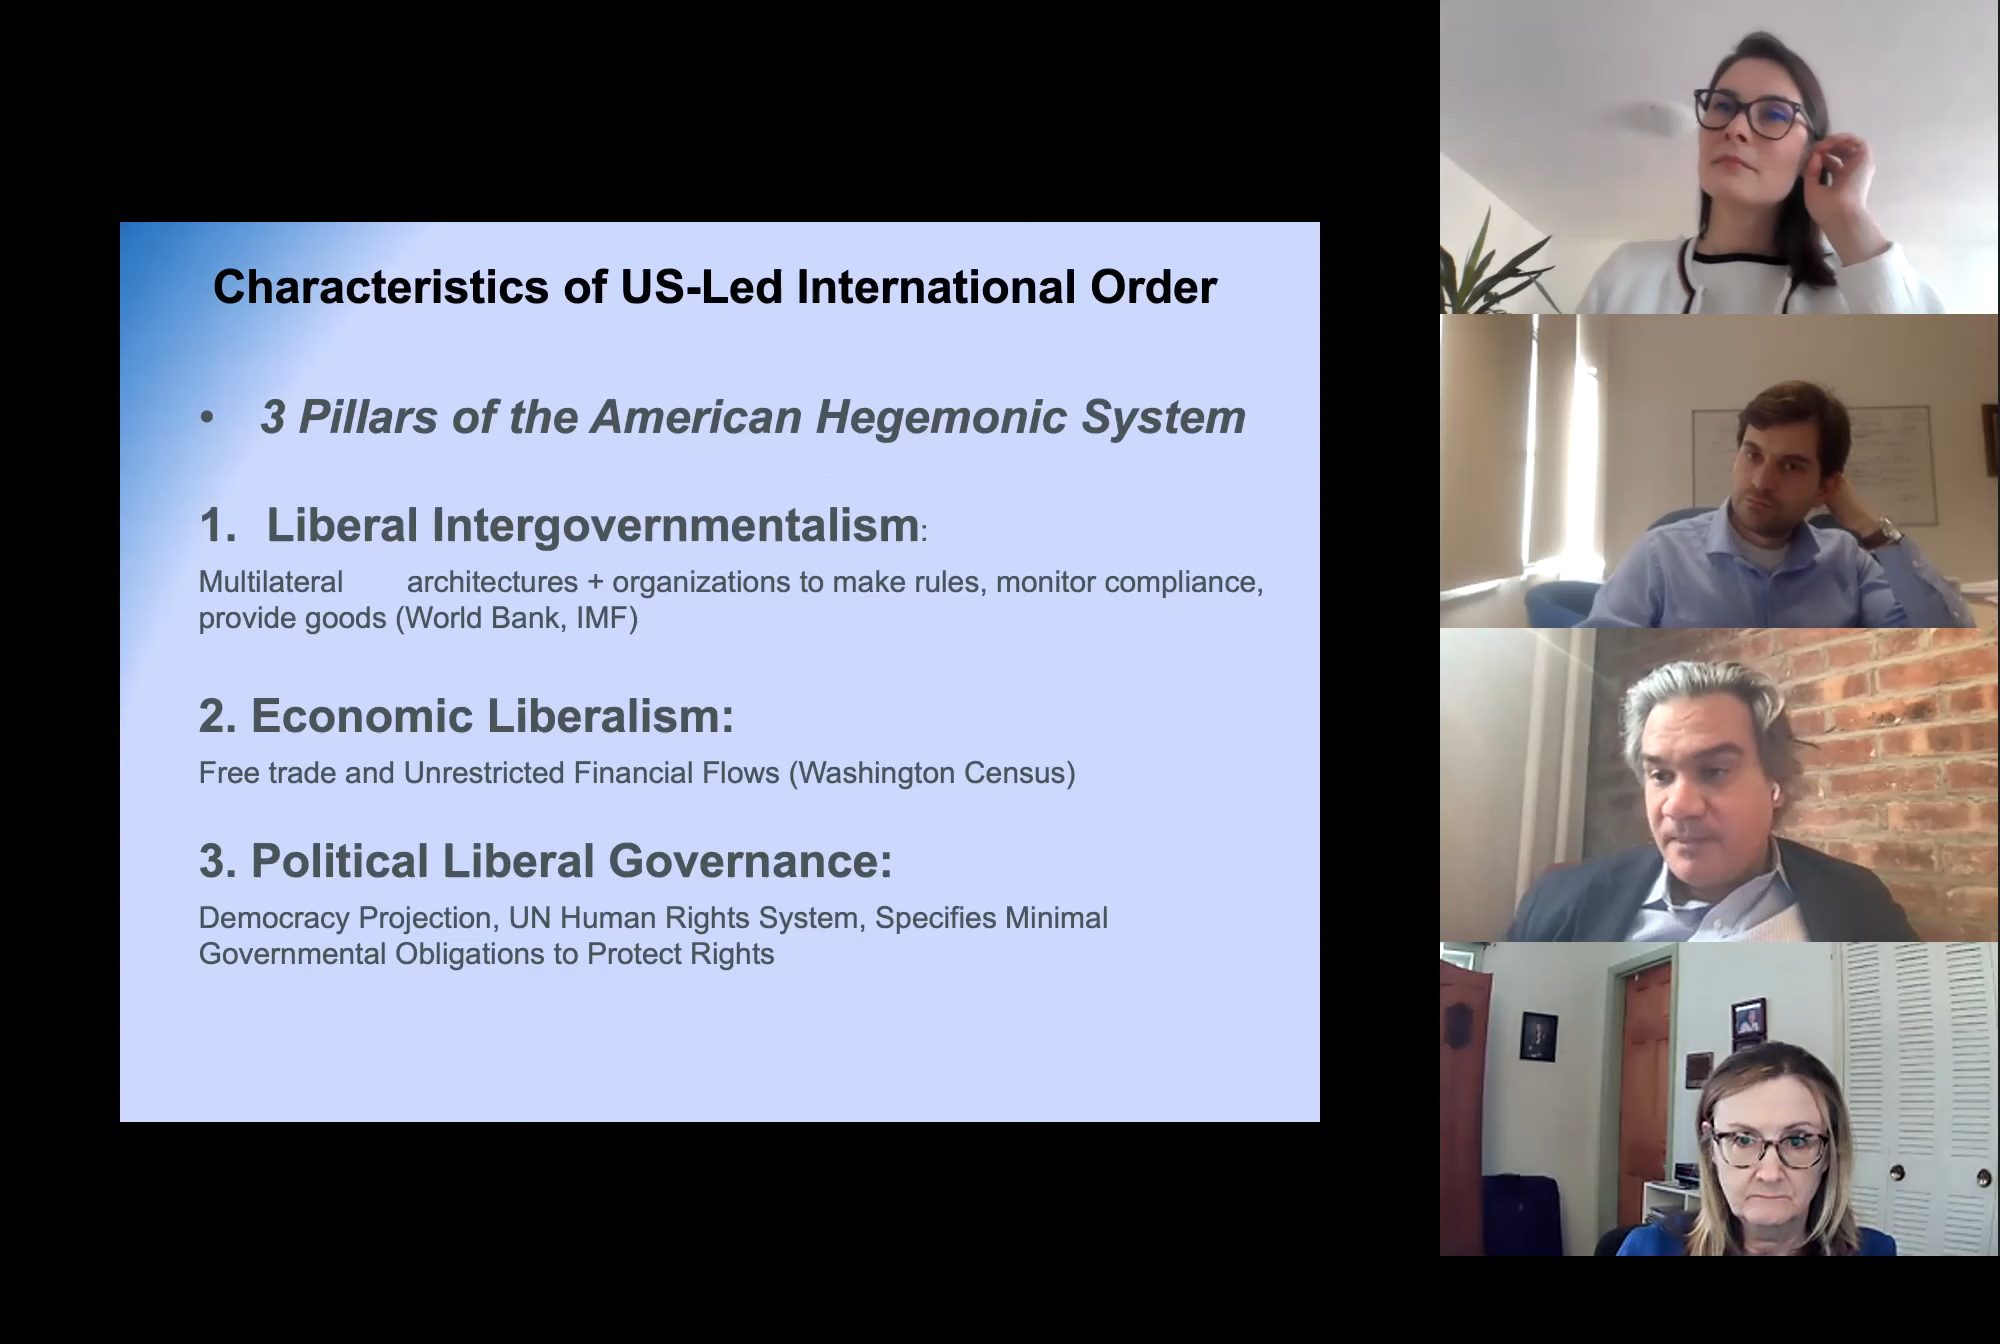 Characteristics of US-Led International Order
• 3 Pillars of the American Hegemonic System
1. Liberal Intergovernmentalism:
Multilateral architectures + organizations to make rules, monitor compliance,
provide goods (World Bank, IMF)
2. Economic Liberalism:
Free trade and Unrestricted Financial Flows (Washington Census)
3. Political Liberal Governance:
Democracy Projection, UN Human Rights System, Specifies Minimal
Governmental Obligations to Protect Rights